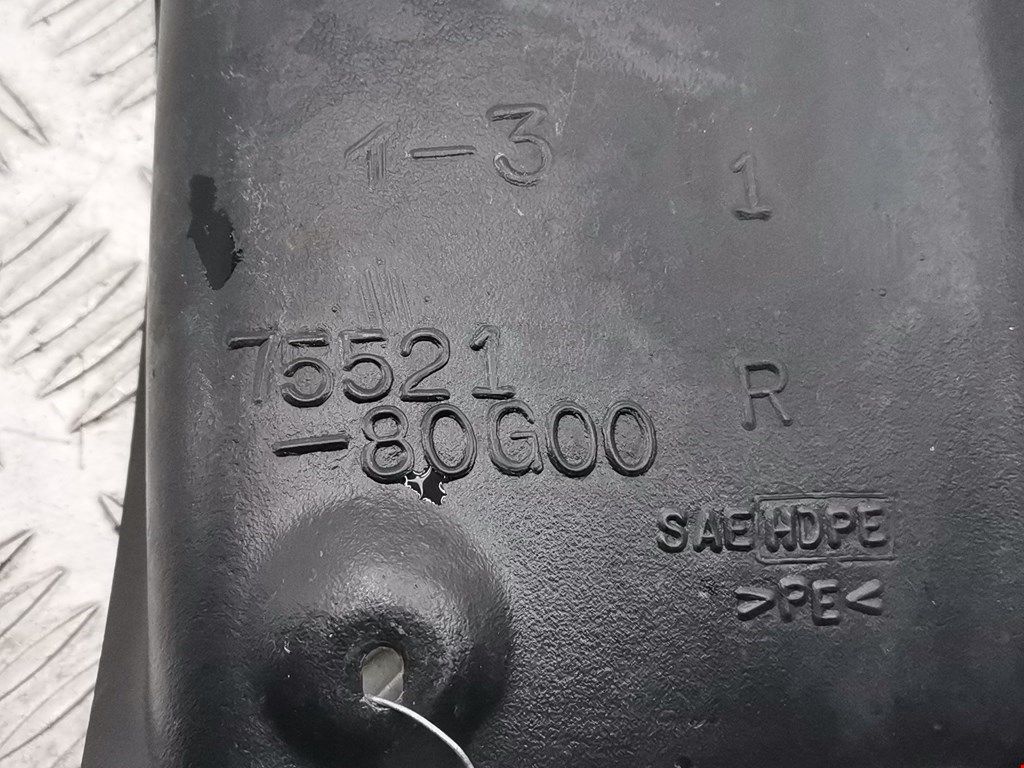 1-3
1
75521
-80G00
R
SAE HDPE
>PE<